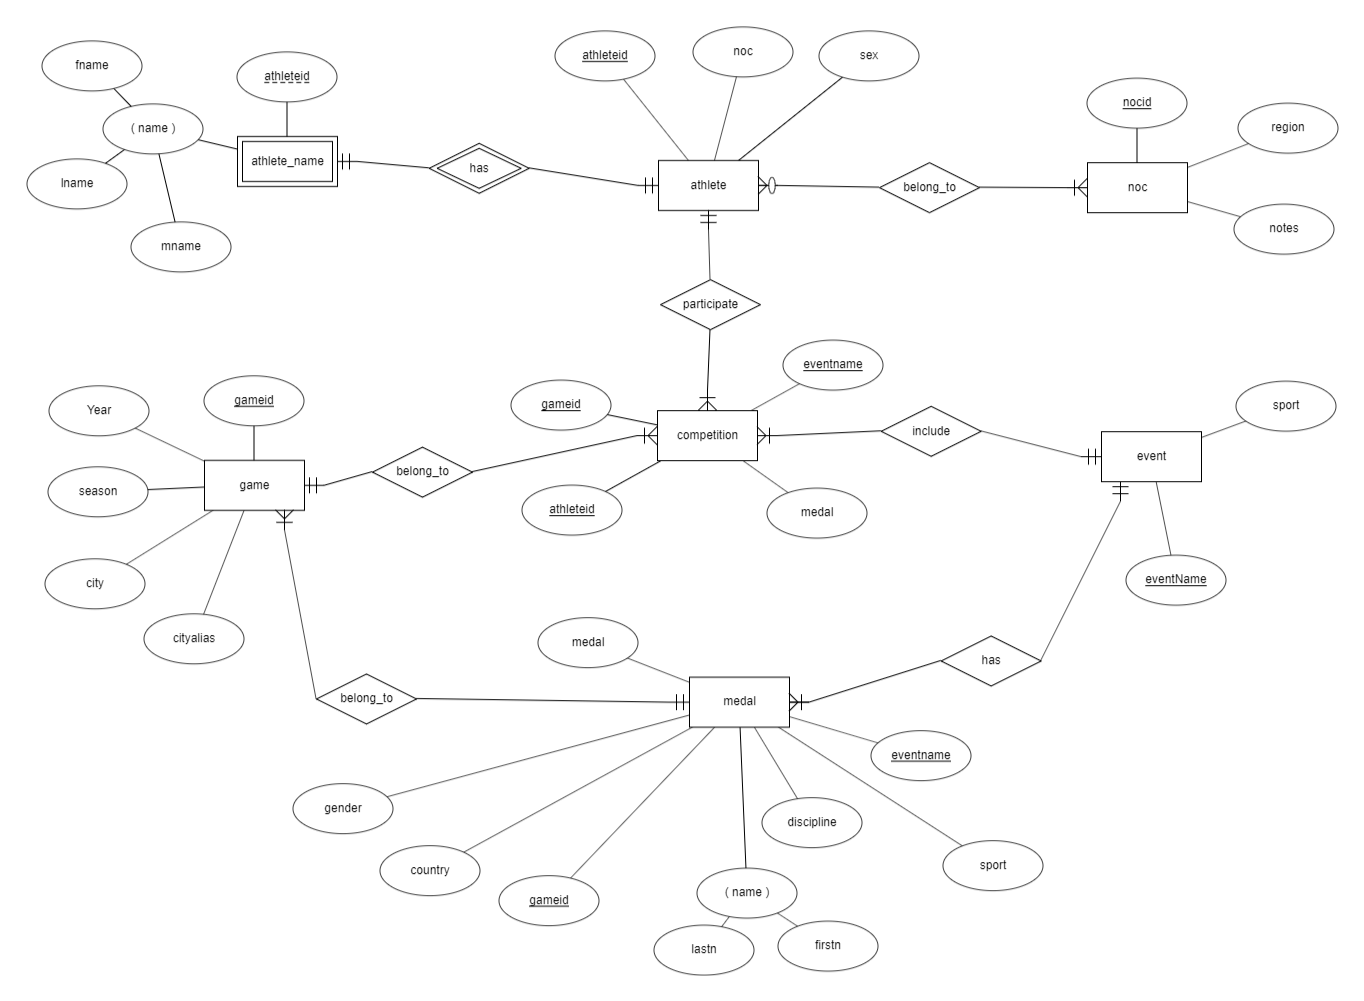 athleteid
noc
sex
fname
athleteid
( name )
athlete_name
has
lname
mname
athlete
belong_to
nocid
region
noc
notes
participate
eventname
gameid
competition
include
sport
event
Year
gameid
season
game
belong_to
athleteid
medal
city
cityalias
eventName
medal
has
belong_to
medal
eventname
gender
discipline
country
sport
gameid
( name )
lastn
firstn